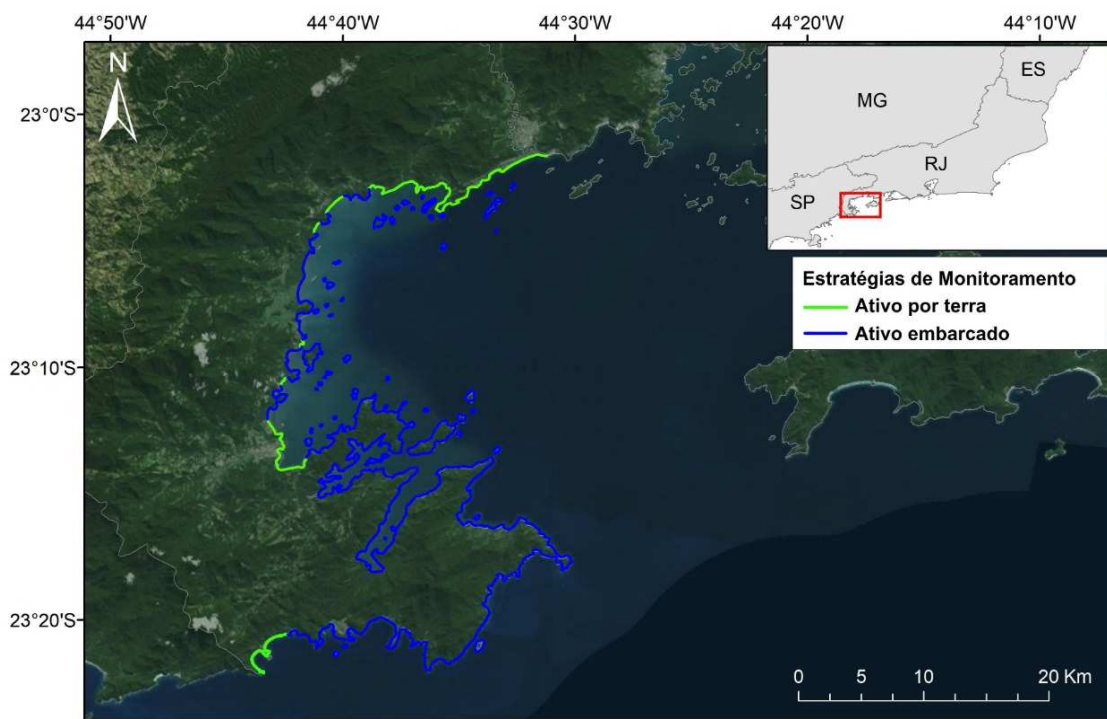 44°50'W 44°40'W 44°30'W 44°20'W 44°10'W
N
23°0'S
23°10'S
23°20'S
ES
MG
RJ
SP
Estratégias de Monitoramento
Ativo por terra
Ativo embarcado
0 5 10 20 Km